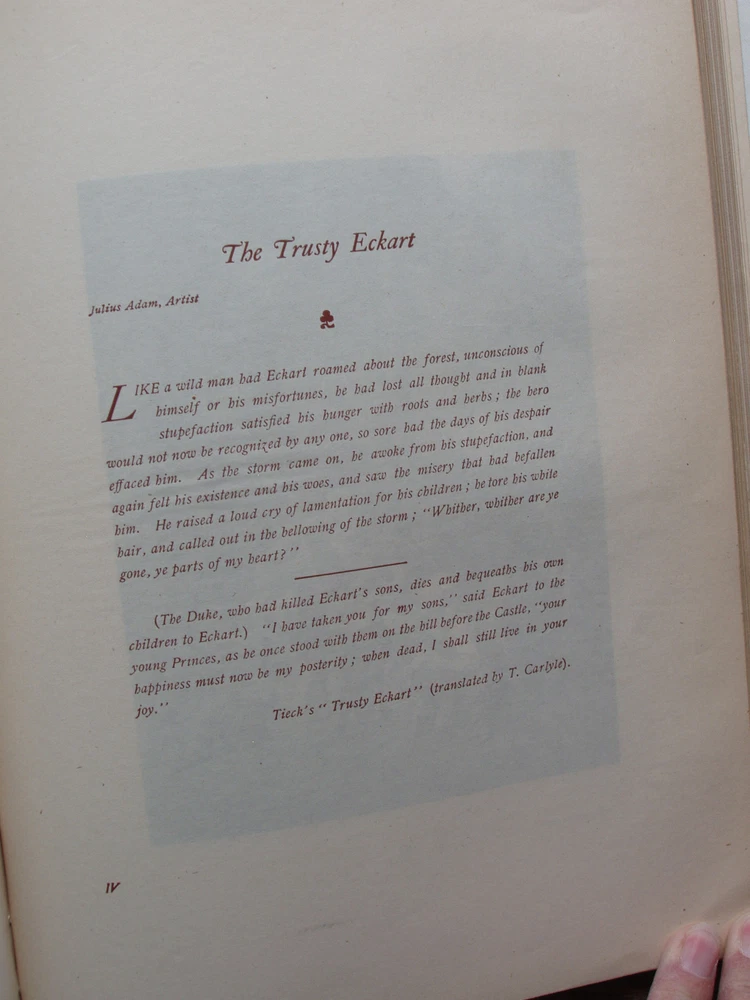 The Trusty Eckart
Julius Adam, Artist
LIKE a wild man had Eckart roamed about the forest, unconscious of
himself or his misfortunes, he had lost all thought and in blank
stupefaction satisfied his hunger with roots and herbs; the hero
would not now be recognized by any one, so sore had the days of his despair
effaced him. As the storm came on, he awoke from his stupefaction, and
again felt his existence and his woes, and saw the misery that had befallen
him. He raised a loud cry of lamentation for his children; be tore his white
hair, and called out in the bellowing of the storm; "Whither, whither are ye
gone, ye parts of my heart?"
(The Duke, who had killed Eckart's sons, dies and bequeaths his own
children to Eckart.) "I have taken you for my sons," said Eckart to the
young Princes, as he once stood with them on the hill before the Castle, "your
happiness must now be my posterity; when dead, I shall still live in your
joy."
Tieck's "Trusty Eckart" (translated by T. Carlyle).
IV